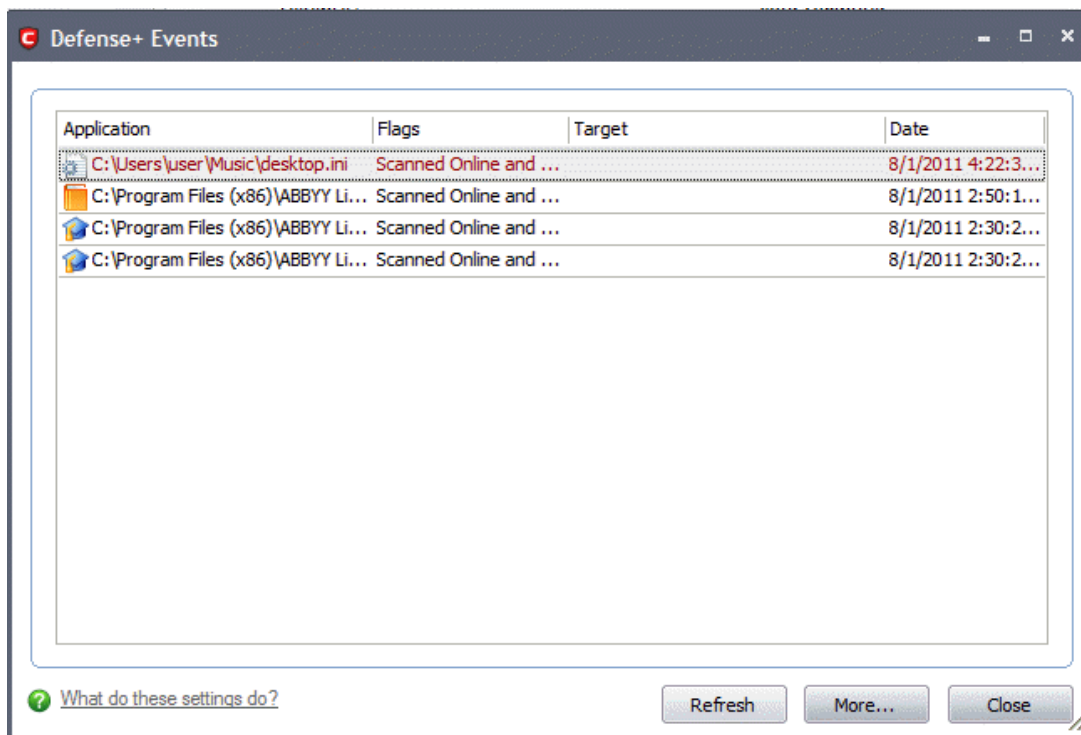 Defense+ Events
Application Flags Target Date
C:\Users\user\Music\desktop.ini Scanned Online and ... 8/1/2011 4:22:3...
C:\Program Files (x86)\ABBYY Li... Scanned Online and ... 8/1/2011 2:50:1...
C:\Program Files (x86)\ABBYY Li... Scanned Online and ... 8/1/2011 2:30:2...
C:\Program Files (x86)\ABBYY Li... Scanned Online and ... 8/1/2011 2:30:2...
What do these settings do? Refresh More... Close